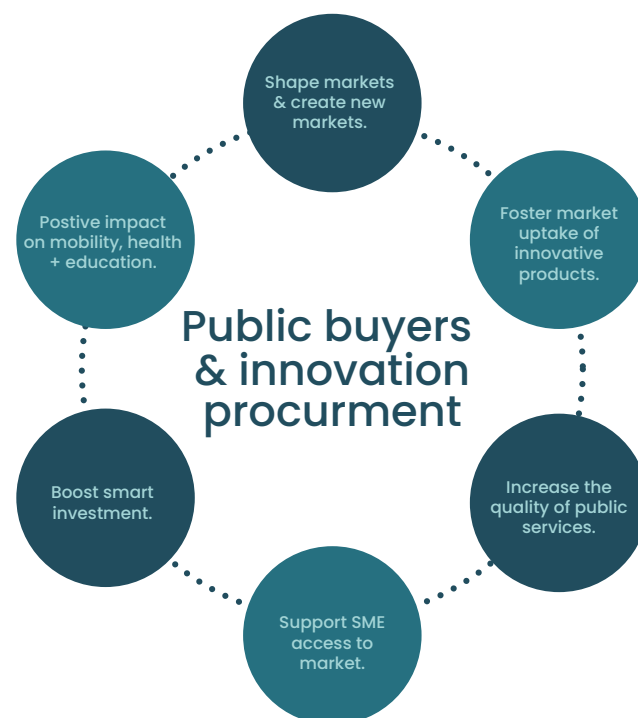 Shape markets
& create new
markets.
Foster market
uptake of
innovative
products.
Increase the
quality of public
services.
Support SME
access to
market.
Boost smart
investment.
Postive impact
on mobility, health
+ education.
Public buyers
& innovation
procurment